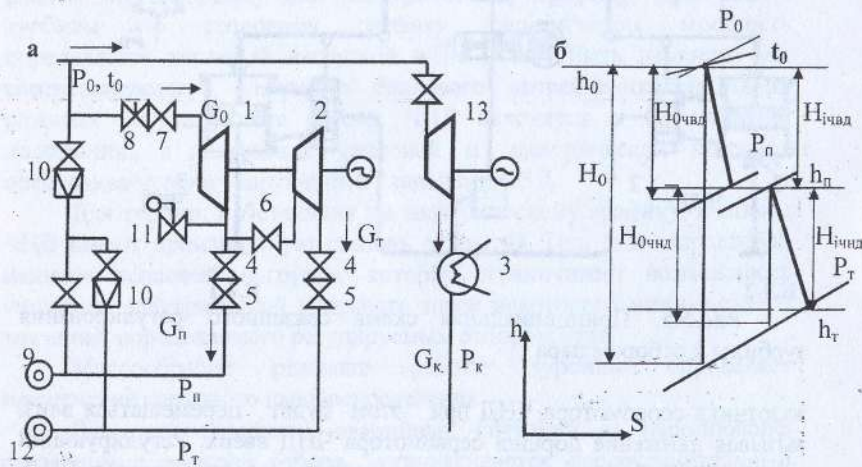 а
б
P₀
t₀
P₀, t₀
h₀
G₀
1
2
13
H₀чвд
Hᵢчвд
8
7
10
Pп
hп
H₀
11
6
H₀чнд
Hᵢчнд
Gт
3
4
4
5
5
10
Pт
hт
Gп
h
9
Gк
Pк
Pп
S
12
Pт